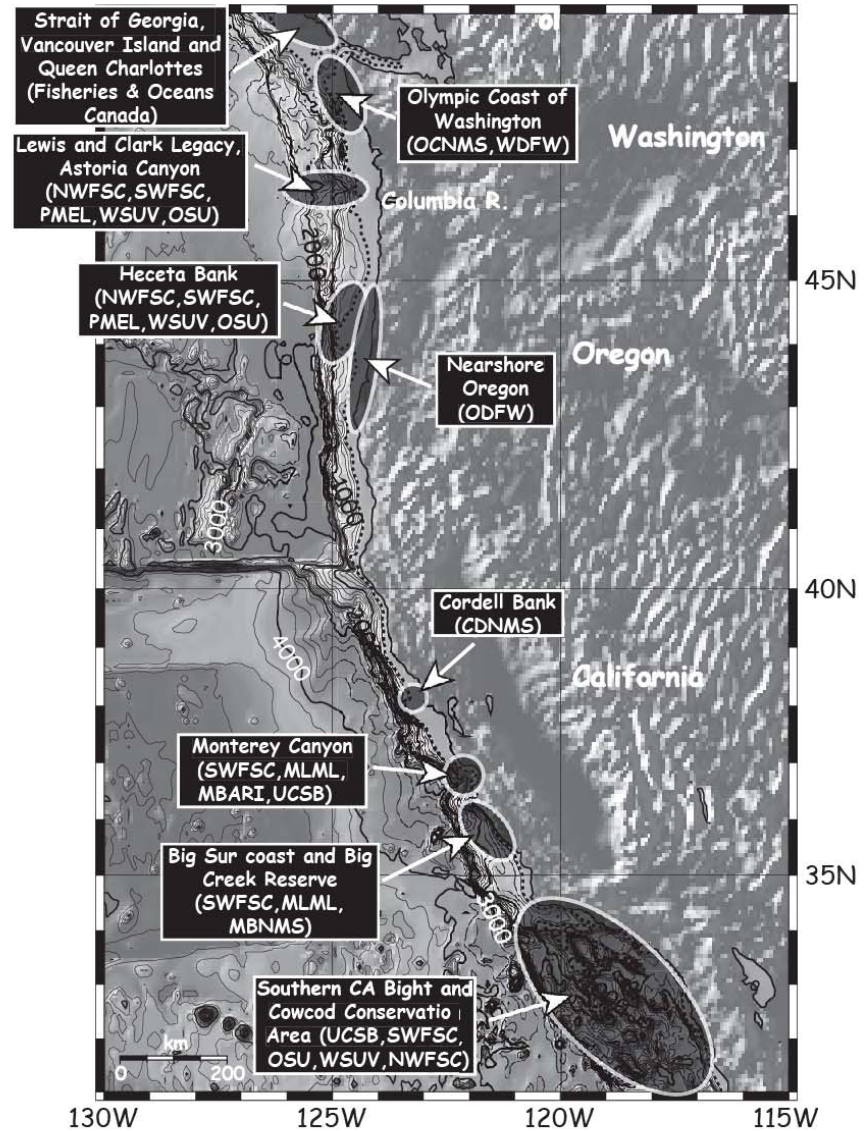 Strait of Georgia,
Vancouver Island and
Queen Charlottes
(Fisheries & Oceans
Canada)
Olympic Coast of
Washington
(OCNMS,WDFW)
Washington
Lewis and Clark Legacy,
Astoria Canyon
(NWFSC,SWFSC,
PMEL,WSUV,OSU)
Columbia R.
2000
Heceta Bank
(NWFSC,SWFSC,
PMEL,WSUV,OSU)
45N
Oregon
Nearshore
Oregon
(ODFW)
1000
3000
40N
Cordell Bank
(CDNMS)
4000
California
Monterey Canyon
(SWFSC,MLML,
MBARI,UCSB)
Big Sur coast and Big
Creek Reserve
(SWFSC,MLML,
MBNMS)
35N
3000
Southern CA Bight and
Cowcod Conservatio
Area (UCSB,SWFSC,
OSU,WSUV,NWFSC)
km
0 200
130W 125W 120W 115W